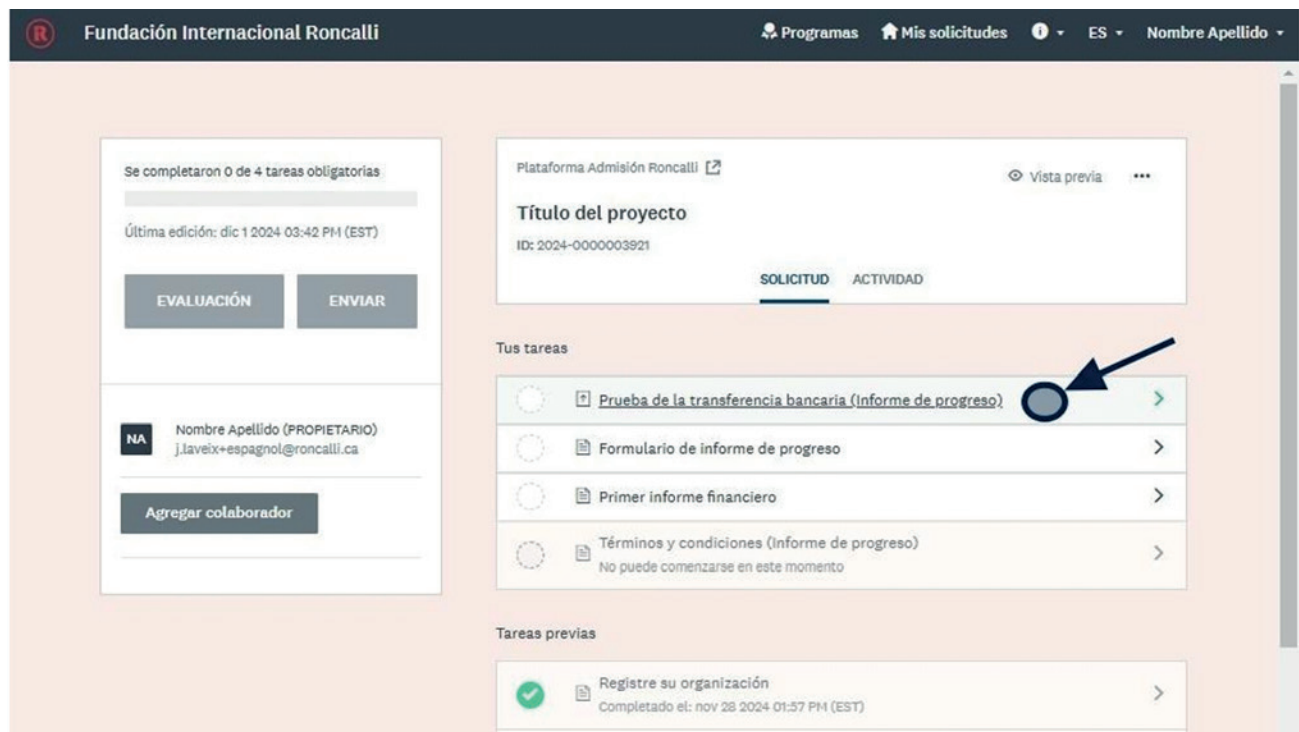 R Fundación Internacional Roncalli Programas Mis solicitudes ES Nombre Apellido
Se completaron 0 de 4 tareas obligatorias
Última edición: dic 1 2024 03:42 PM (EST)
EVALUACIÓN ENVIAR
NA Nombre Apellido (PROPIETARIO)
j.laveix+espagnol@roncalli.ca
Agregar colaborador
Plataforma Admisión Roncalli
Vista previa
Título del proyecto
ID: 2024-0000003921
SOLICITUD ACTIVIDAD
Tus tareas
Prueba de la transferencia bancaria (Informe de progreso)
Formulario de informe de progreso
Primer informe financiero
Términos y condiciones (Informe de progreso)
No puede comenzarse en este momento
Tareas previas
Registre su organización
Completado el: nov 28 2024 01:57 PM (EST)